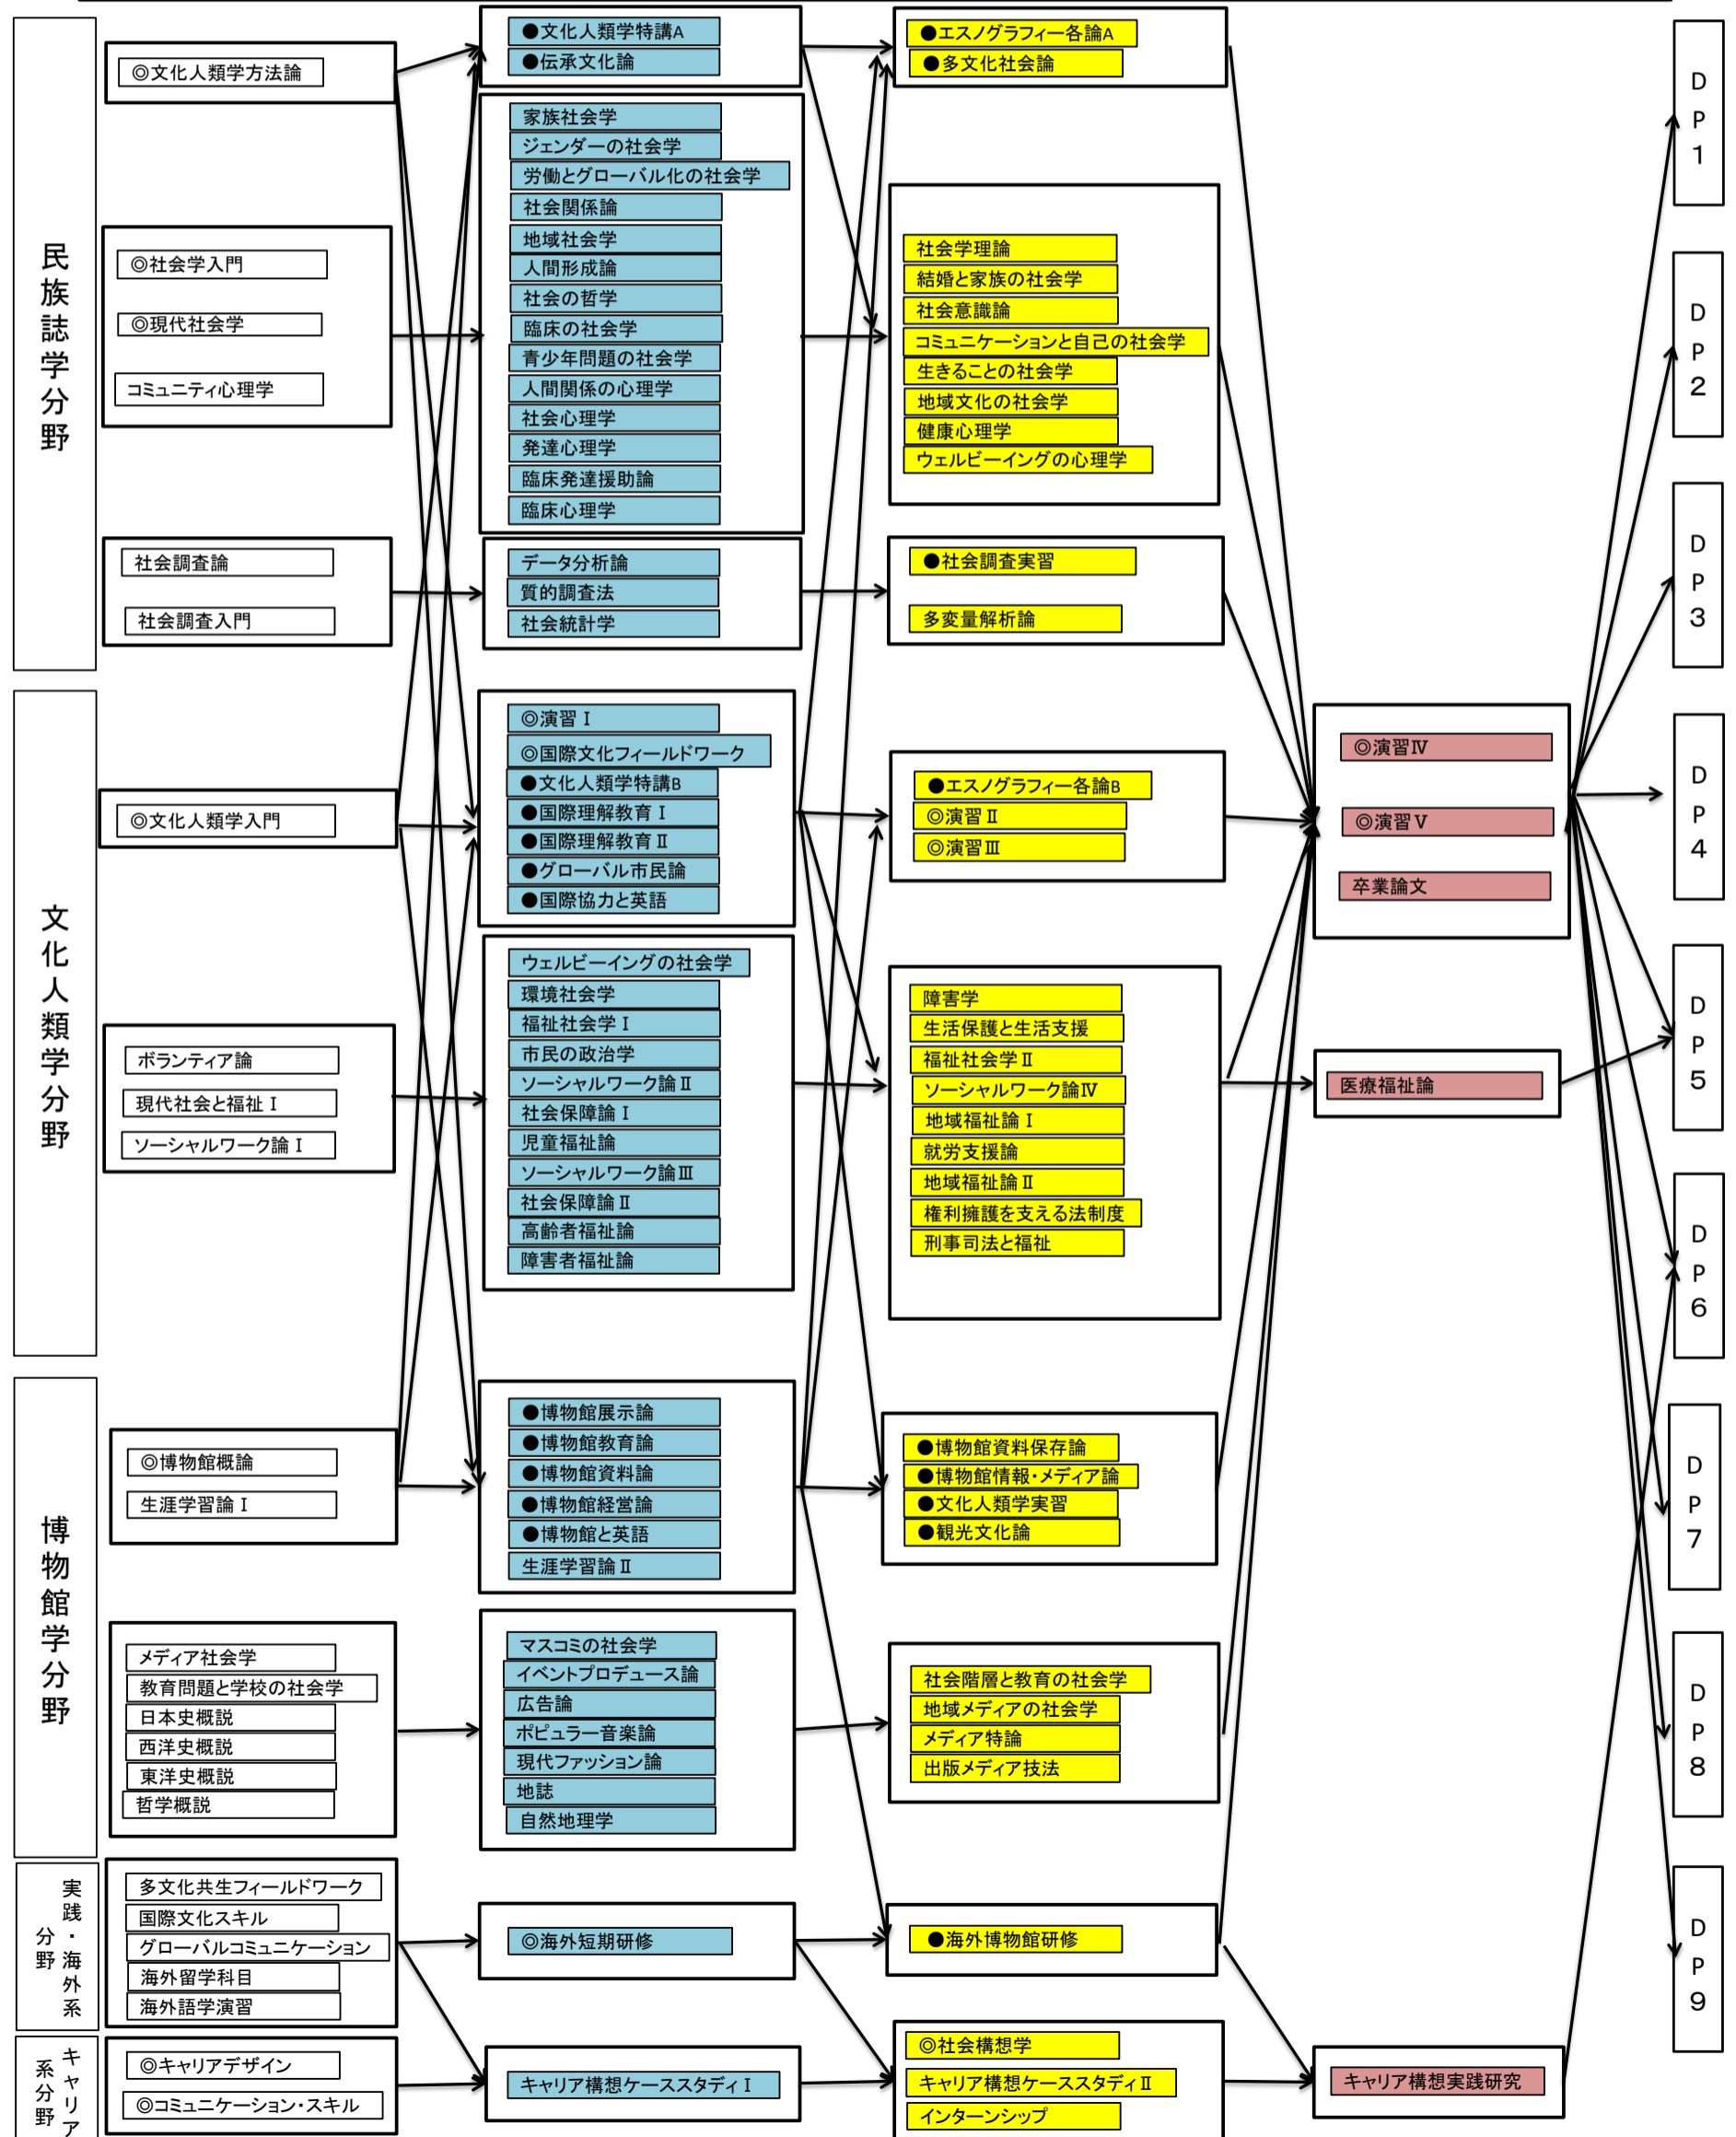 民族誌学分野
◎文化人類学方法論
◎社会学入門
◎現代社会学
コミュニティ心理学
社会調査論
社会調査入門
●文化人類学特講A
●伝承文化論
家族社会学
ジェンダーの社会学
労働とグローバル化の社会学
社会関係論
地域社会学
人間形成論
社会の哲学
臨床の社会学
青少年問題の社会学
人間関係の心理学
社会心理学
発達心理学
臨床発達援助論
臨床心理学
データ分析論
質的調査法
社会統計学
●エスノグラフィー各論A
●多文化社会論
社会学理論
結婚と家族の社会学
社会意識論
コミュニケーションと自己の社会学
生きることの社会学
地域文化の社会学
健康心理学
ウェルビーイングの心理学
●社会調査実習
多変量解析論
文化人類学分野
◎文化人類学入門
ボランティア論
現代社会と福祉Ⅰ
ソーシャルワーク論Ⅰ
◎演習Ⅰ
◎国際文化フィールドワーク
●文化人類学特講B
●国際理解教育Ⅰ
●国際理解教育Ⅱ
●グローバル市民論
●国際協力と英語
ウェルビーイングの社会学
環境社会学
福祉社会学Ⅰ
市民の政治学
ソーシャルワーク論Ⅱ
社会保障論Ⅰ
児童福祉論
ソーシャルワーク論Ⅲ
社会保障論Ⅱ
高齢者福祉論
障害者福祉論
●エスノグラフィー各論B
◎演習Ⅱ
◎演習Ⅲ
障害学
生活保護と生活支援
福祉社会学Ⅱ
ソーシャルワーク論Ⅳ
地域福祉論Ⅰ
就労支援論
地域福祉論Ⅱ
権利擁護を支える法制度
刑事司法と福祉
◎演習Ⅳ
◎演習Ⅴ
卒業論文
医療福祉論
博物館学分野
◎博物館概論
生涯学習論Ⅰ
メディア社会学
教育問題と学校の社会学
日本史概説
西洋史概説
東洋史概説
哲学概説
●博物館展示論
●博物館教育論
●博物館資料論
●博物館経営論
●博物館と英語
生涯学習論Ⅱ
マスコミの社会学
イベントプロデュース論
広告論
ポピュラー音楽論
現代ファッション論
地誌
自然地理学
●博物館資料保存論
●博物館情報・メディア論
●文化人類学実習
●観光文化論
社会階層と教育の社会学
地域メディアの社会学
メディア特論
出版メディア技法
実践・海外系
分野
多文化共生フィールドワーク
国際文化スキル
グローバルコミュニケーション
海外留学科目
海外語学演習
◎海外短期研修
●海外博物館研修
キャリア
系分野
◎キャリアデザイン
◎コミュニケーション・スキル
キャリア構想ケーススタディⅠ
◎社会構想学
キャリア構想ケーススタディⅡ
インターンシップ
キャリア構想実践研究
DP1
DP2
DP3
DP4
DP5
DP6
DP7
DP8
DP9